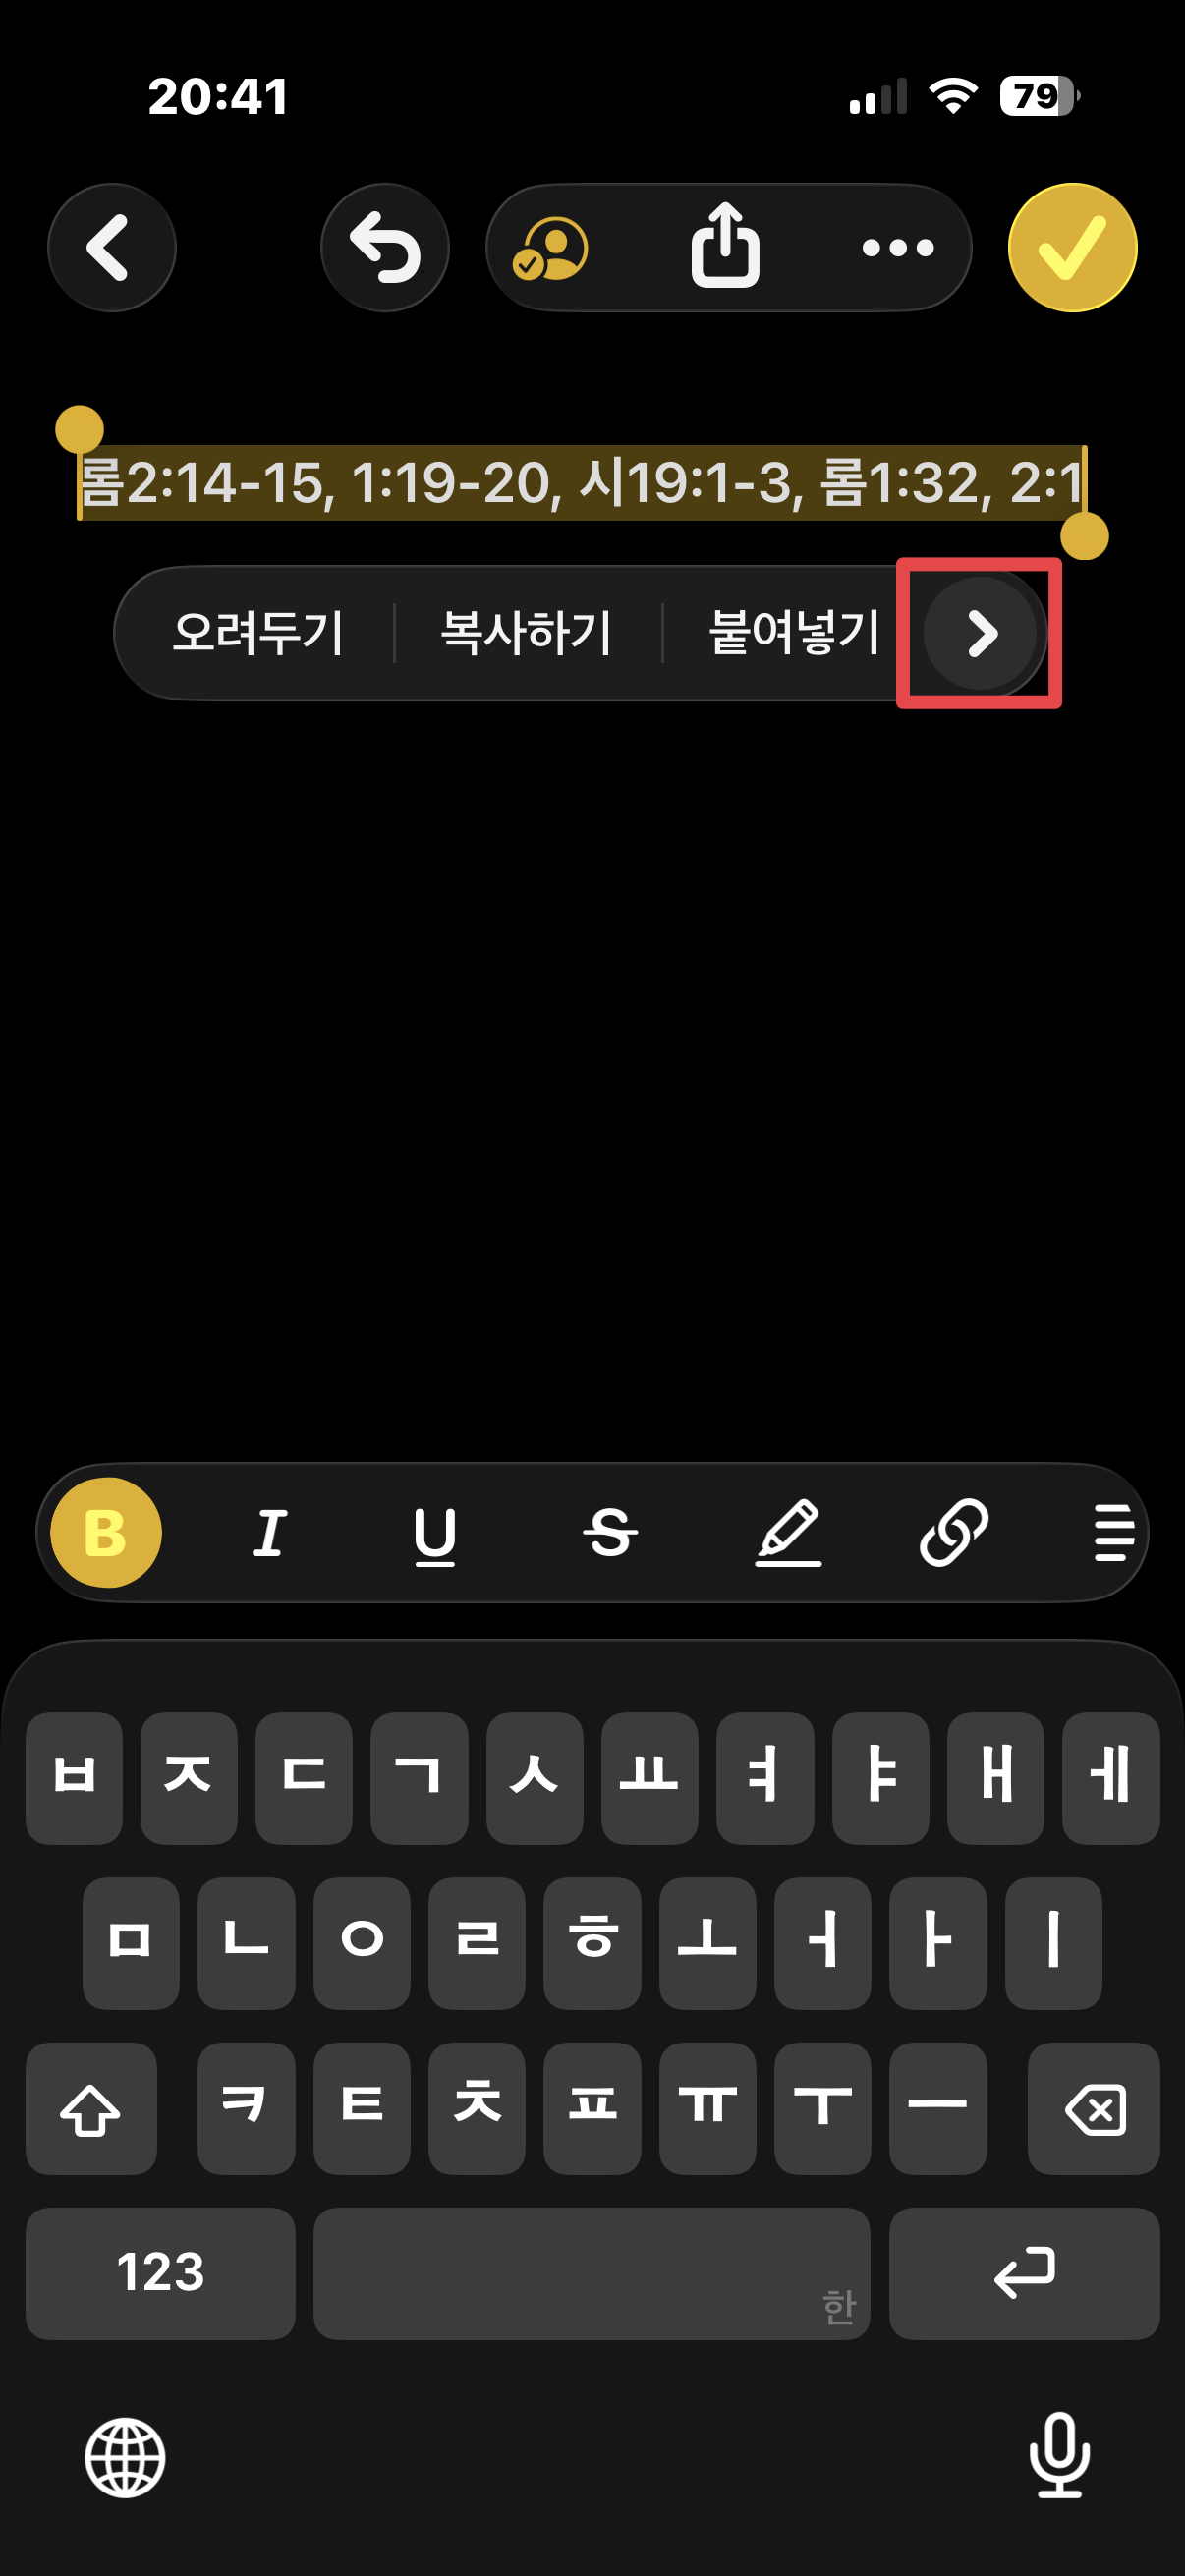 20:41
79
롬2:14-15, 1:19-20, 시19:1-3, 롬1:32, 2:1
오려두기 복사하기 붙여넣기
B I U S
ㅂ ㅈ ㄷ ㄱ ㅅ ㅛ ㅕ ㅑ ㅐ ㅔ
ㅁ ㄴ ㅇ ㄹ ㅎ ㅗ ㅓ ㅏ ㅣ
ㅋ ㅌ ㅊ ㅍ ㅠ ㅜ ㅡ
123
한